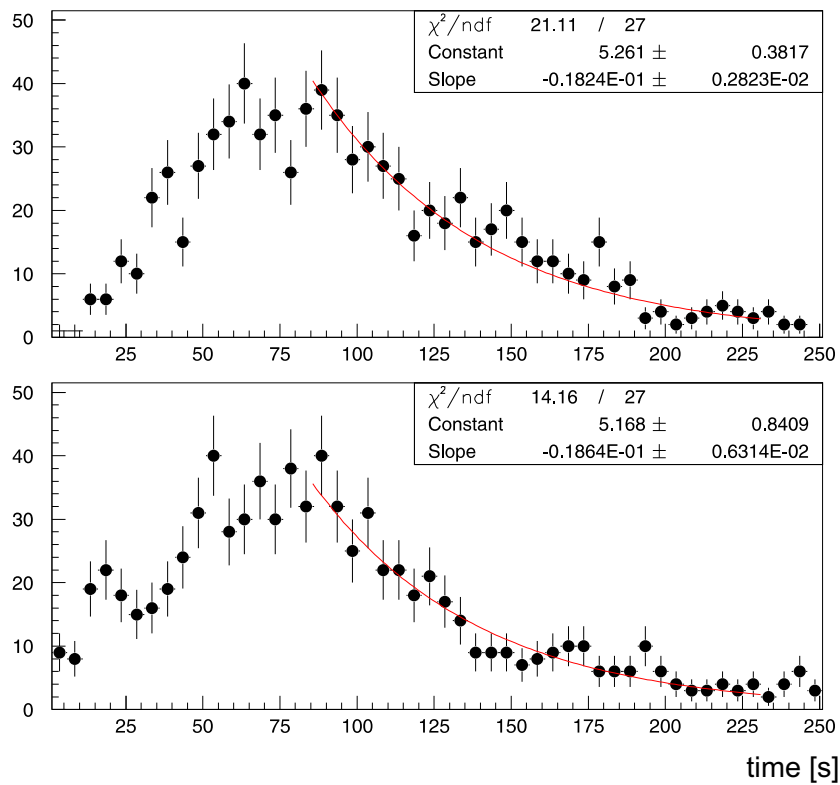 50
40
30
20
10
0
χ²/ndf 21.11 / 27
Constant 5.261 ± 0.3817
Slope -0.1824E-01 ± 0.2823E-02
25 50 75 100 125 150 175 200 225 250
50
40
30
20
10
0
χ²/ndf 14.16 / 27
Constant 5.168 ± 0.8409
Slope -0.1864E-01 ± 0.6314E-02
25 50 75 100 125 150 175 200 225 250
time [s]